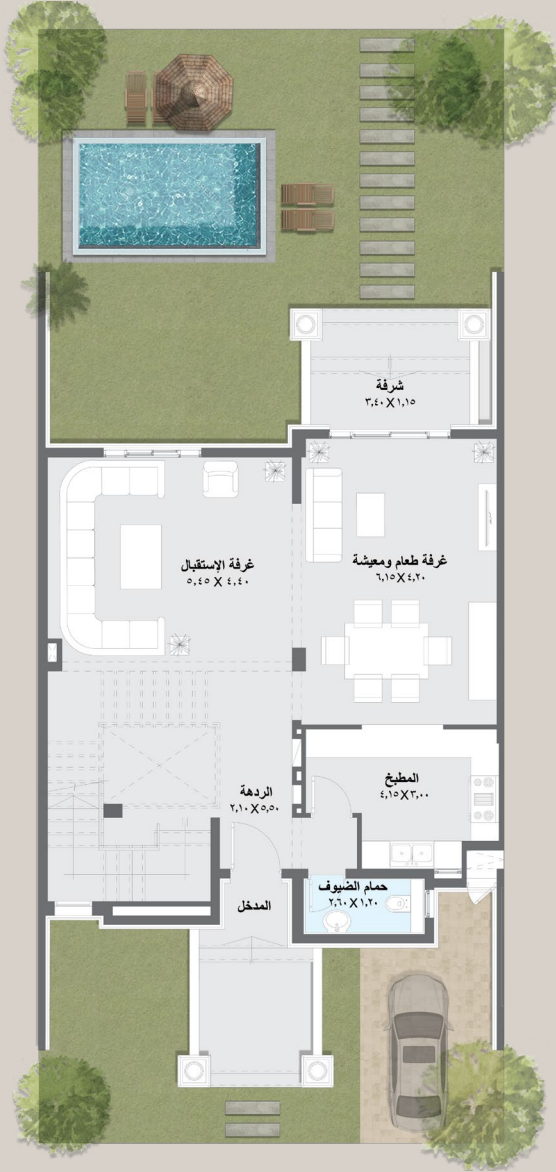 شرفة
٣,٤٠X١,١٥
غرفة الإستقبال
٥,٤٥ X ٤,٤٠
غرفة طعام ومعيشة
٦,١٥X٤,٢٠
المطبخ
٤,١٥X٣,٠٠
الردهة
٢,١٠X٥,٥٠
حمام الضيوف
٢,٦٠X١,٢٠
المدخل